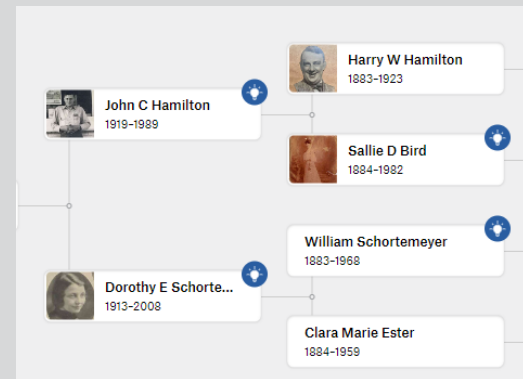 Harry W Hamilton
1883–1923
John C Hamilton
1919–1989
Sallie D Bird
1884–1982
William Schortemeyer
1883–1968
Dorothy E Schorte...
1913–2008
Clara Marie Ester
1884–1959